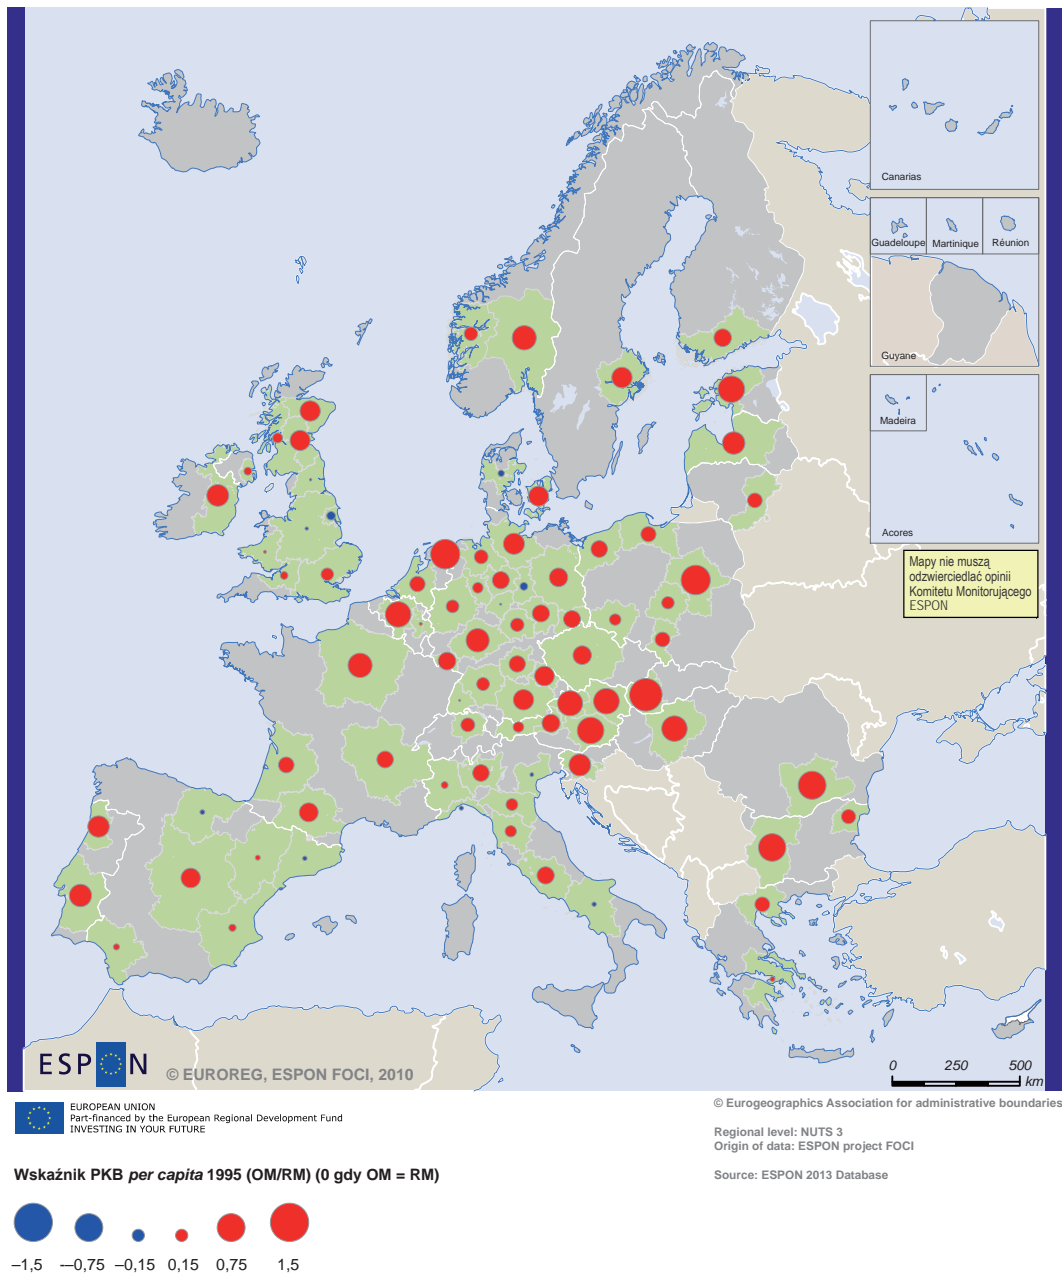 Canarias
Guadeloupe
Martinique
Réunion
Guyane
Madeira
Acores
Mapy nie muszą
odzwierciedlać opinii
Komitetu Monitorującego
ESPON
ESPON
© EUROREG, ESPON FOCI, 2010
0 250 500
km
EUROPEAN UNION
Part-financed by the European Regional Development Fund
INVESTING IN YOUR FUTURE
© Eurogeographics Association for administrative boundaries
Regional level: NUTS 3
Origin of data: ESPON project FOCI
Source: ESPON 2013 Database
Wskaźnik PKB per capita 1995 (OM/RM) (0 gdy OM = RM)
–1,5 -–0,75 –0,15 0,15 0,75 1,5